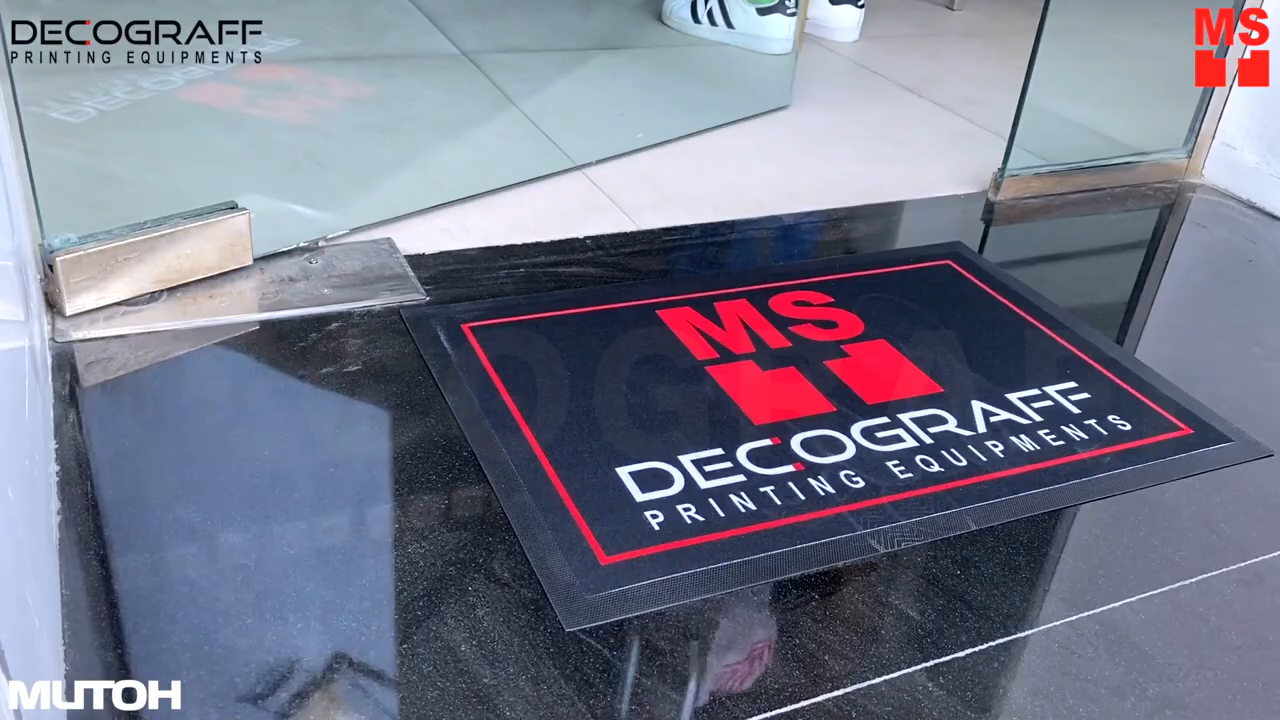 DECOGRAFF
PRINTING EQUIPMENTS
MS
MS
DECOGRAFF
PRINTING EQUIPMENTS
MUTOH